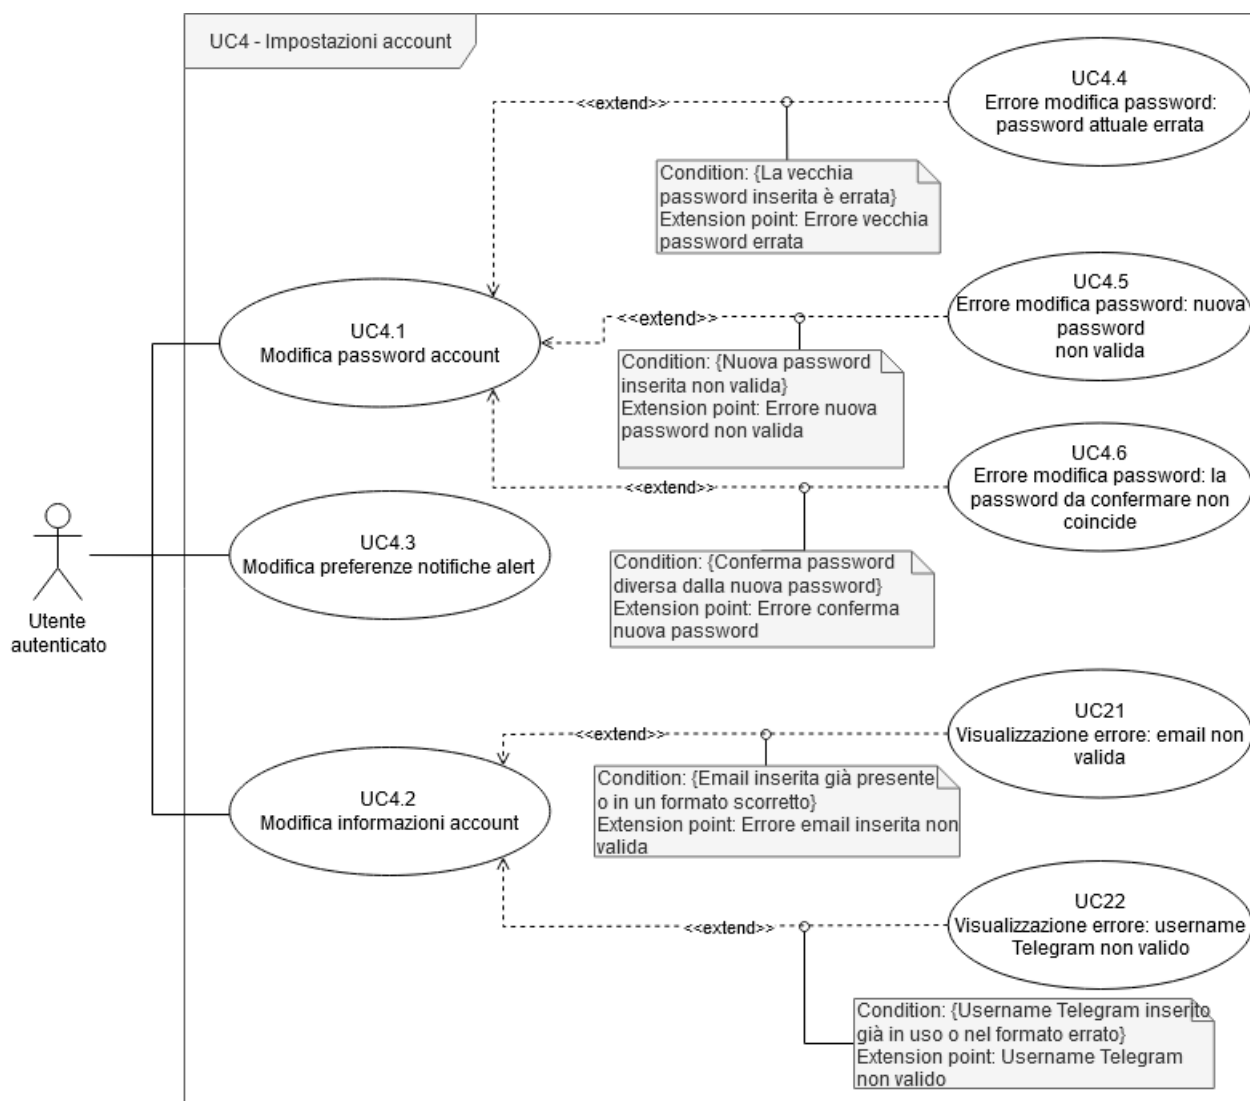 UC4 - Impostazioni account
UC4.4
Errore modifica password:
password attuale errata
<<extend>>
Condition: {La vecchia
password inserita è errata}
Extension point: Errore vecchia
password errata
UC4.5
Errore modifica password: nuova
password
non valida
<<extend>>
UC4.1
Modifica password account
Condition: {Nuova password
inserita non valida}
Extension point: Errore nuova
password non valida
UC4.6
Errore modifica password: la
password da confermare non
coincide
<<extend>>
UC4.3
Modifica preferenze notifiche alert
Condition: {Conferma password
diversa dalla nuova password}
Extension point: Errore conferma
nuova password
Utente
autenticato
UC21
Visualizzazione errore: email non
valida
<<extend>>
Condition: {Email inserita già presente
o in un formato scorretto}
Extension point: Errore email inserita non
valida
UC4.2
Modifica informazioni account
UC22
Visualizzazione errore: username
Telegram non valido
<<extend>>
Condition: {Username Telegram inserito
già in uso o nel formato errato}
Extension point: Username Telegram
non valido